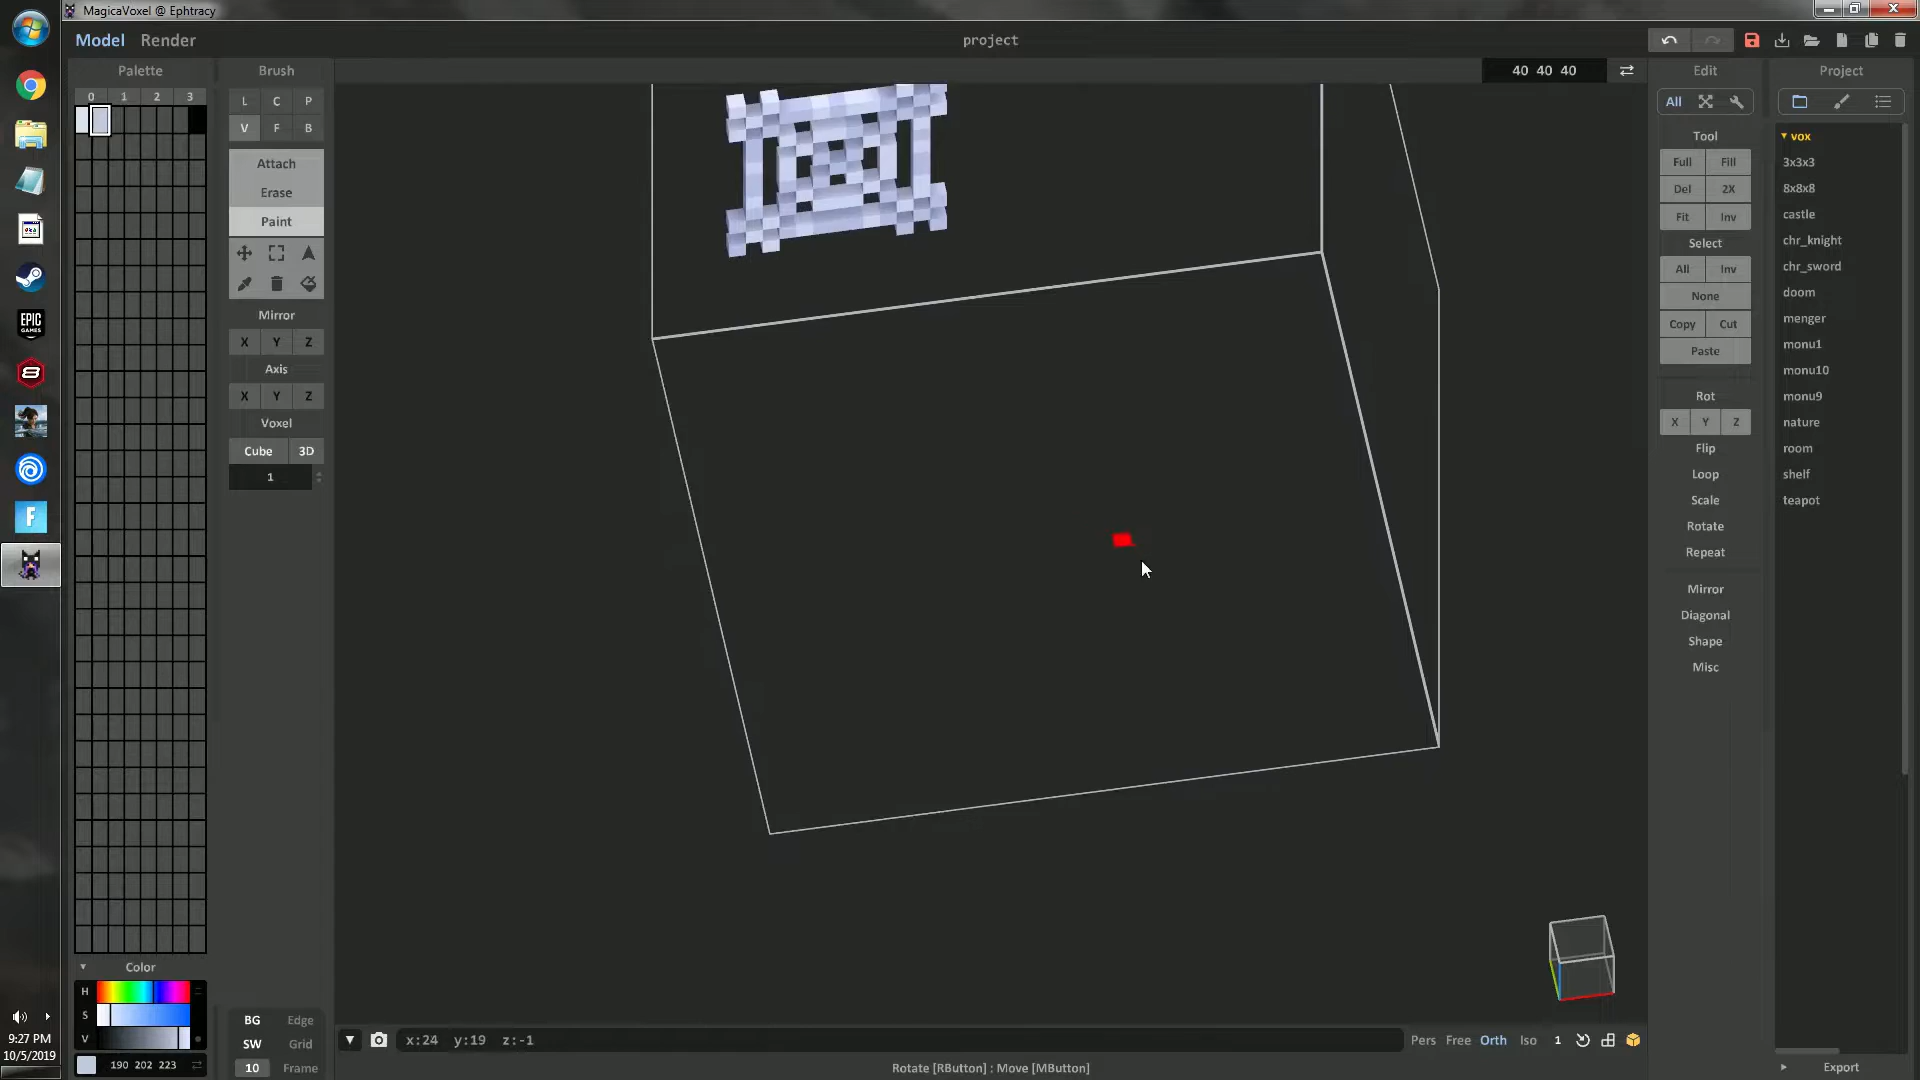 MagicaVoxel @ Ephtracy
Model Render
project
Palette
Brush
40 40 40
Edit
Project
0 1 2 3
L C P
All
V F B
Tool
vox
Attach
Full Fill
3x3x3
Erase
Del 2X
8x8x8
Paint
Fit Inv
castle
Select
chr_knight
All Inv
chr_sword
None
doom
Mirror
Copy Cut
menger
X Y Z
Paste
monu1
Axis
monu10
X Y Z
Rot
monu9
Voxel
X Y Z
nature
Cube 3D
Flip
room
1
Loop
shelf
Scale
teapot
Rotate
Repeat
Mirror
Diagonal
Shape
Misc
EPIC
GAMES
Color
H
S
V
190 202 223
BG Edge
SW Grid
10 Frame
x:24 y:19 z:-1
Pers Free Orth Iso 1
Rotate [RButton] : Move [MButton]
Export
9:27 PM
10/5/2019